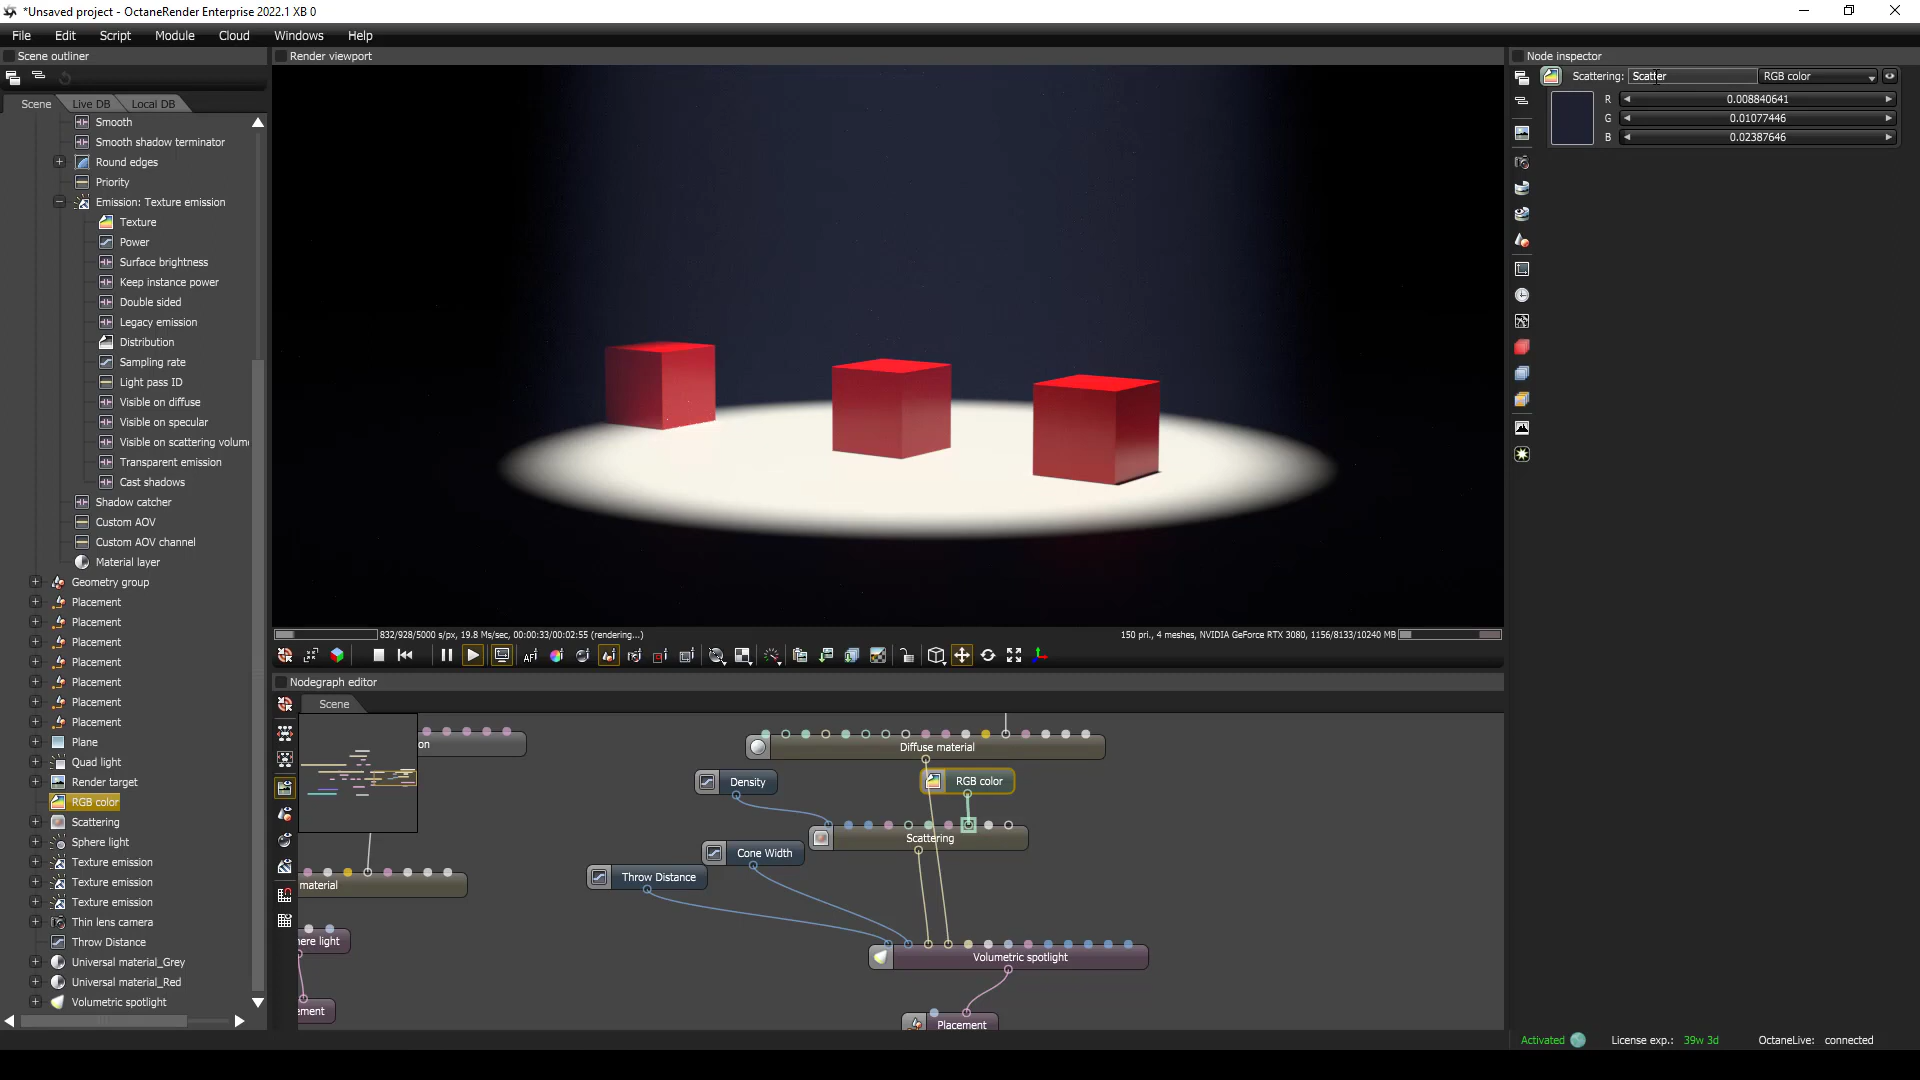 *Unsaved project - OctaneRender Enterprise 2022.1 XB 0
File Edit Script Module Cloud Windows Help
Scene outliner
Scene Live DB Local DB
Smooth
Smooth shadow terminator
Round edges
Priority
Emission: Texture emission
Texture
Power
Surface brightness
Keep instance power
Double sided
Legacy emission
Distribution
Sampling rate
Light pass ID
Visible on diffuse
Visible on specular
Visible on scattering volum
Transparent emission
Cast shadows
Shadow catcher
Custom AOV
Custom AOV channel
Material layer
Geometry group
Placement
Placement
Placement
Placement
Placement
Placement
Placement
Plane
Quad light
Render target
RGB color
Scattering
Sphere light
Texture emission
Texture emission
Texture emission
Thin lens camera
Throw Distance
Universal material_Grey
Universal material_Red
Volumetric spotlight
Render viewport
832/928/5000 s/px, 19.8 Ms/sec, 00:00:33/00:02:55 (rendering...)
150 pri., 4 meshes, NVIDIA GeForce RTX 3080, 1156/8133/10240 MB
AF
Nodegraph editor
Scene
on
Diffuse material
Density
RGB color
Scattering
Cone Width
Throw Distance
material
here light
Volumetric spotlight
ement
Placement
Node inspector
Scattering: Scatter RGB color
R 0.008840641
G 0.01077446
B 0.02387646
Activated License exp.: 39w 3d OctaneLive: connected